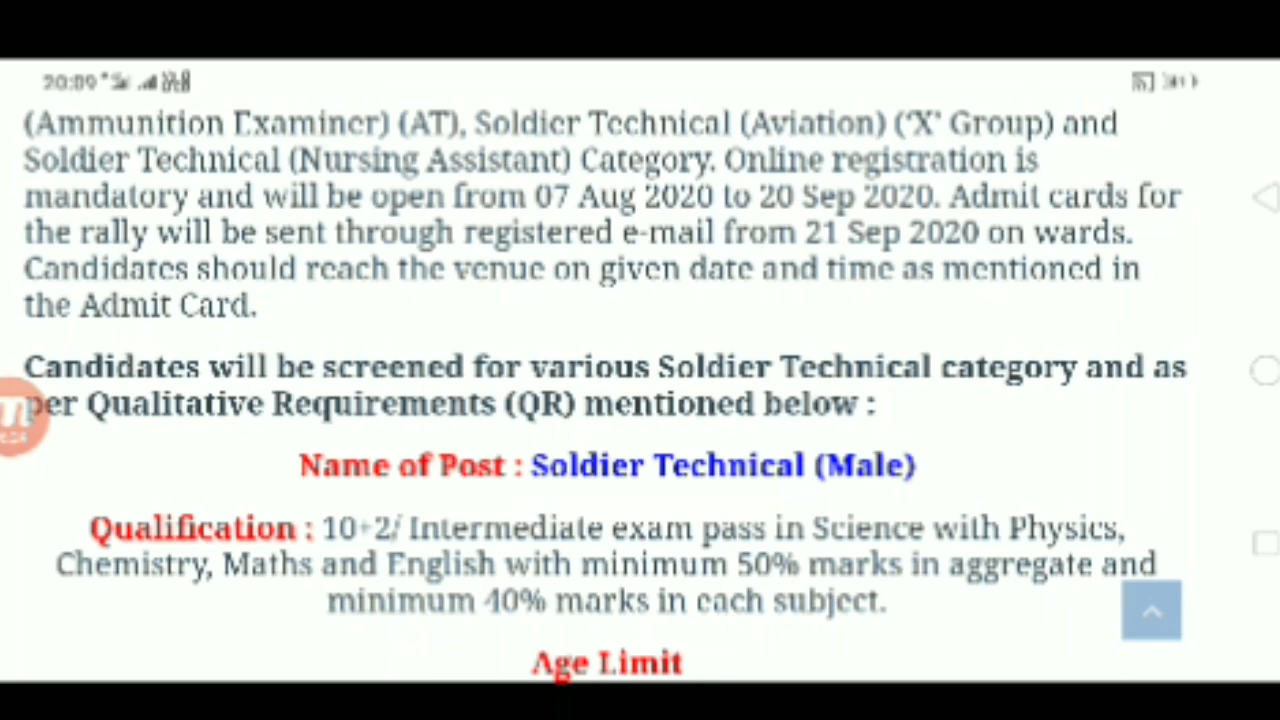 20:09
(Ammunition Examiner) (AT), Soldier Technical (Aviation) ('X' Group) and
Soldier Technical (Nursing Assistant) Category. Online registration is
mandatory and will be open from 07 Aug 2020 to 20 Sep 2020. Admit cards for
the rally will be sent through registered e-mail from 21 Sep 2020 on wards.
Candidates should reach the venue on given date and time as mentioned in
the Admit Card.
Candidates will be screened for various Soldier Technical category and as
per Qualitative Requirements (QR) mentioned below :
Name of Post : Soldier Technical (Male)
Qualification : 10+2/ Intermediate exam pass in Science with Physics,
Chemistry, Maths and English with minimum 50% marks in aggregate and
minimum 40% marks in each subject.
Age Limit